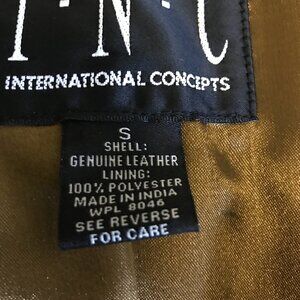 I·N·C
INTERNATIONAL CONCEPTS
S
SHELL:
GENUINE LEATHER
LINING:
100% POLYESTER
MADE IN INDIA
WPL 8046
SEE REVERSE
FOR CARE